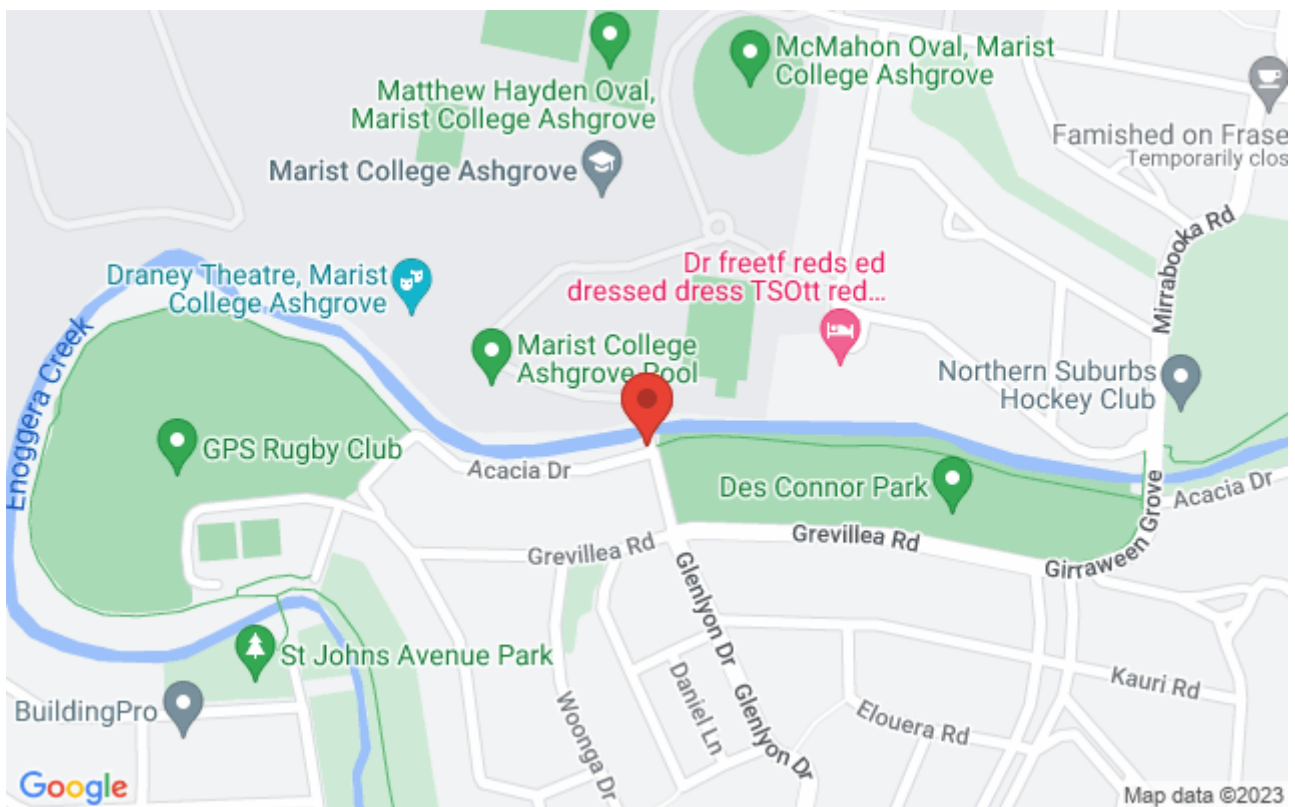 McMahon Oval, Marist
College Ashgrove
Matthew Hayden Oval,
Marist College Ashgrove
Famished on Frase
Temporarily clos
Marist College Ashgrove
Mirrabooka Rd
Draney Theatre, Marist
College Ashgrove
Dr freetf reds ed
dressed dress TSOtt red...
Enoggera Creek
Marist College
Ashgrove Pool
Northern Suburbs
Hockey Club
GPS Rugby Club
Acacia Dr
Des Connor Park
Acacia Dr
Grevillea Rd
Grevillea Rd
Girraween Grove
Glenlyon Dr
St Johns Avenue Park
Kauri Rd
BuildingPro
Woonga Dr
Daniel Ln
Glenlyon Dr
Elouera Rd
Google
Map data ©2023